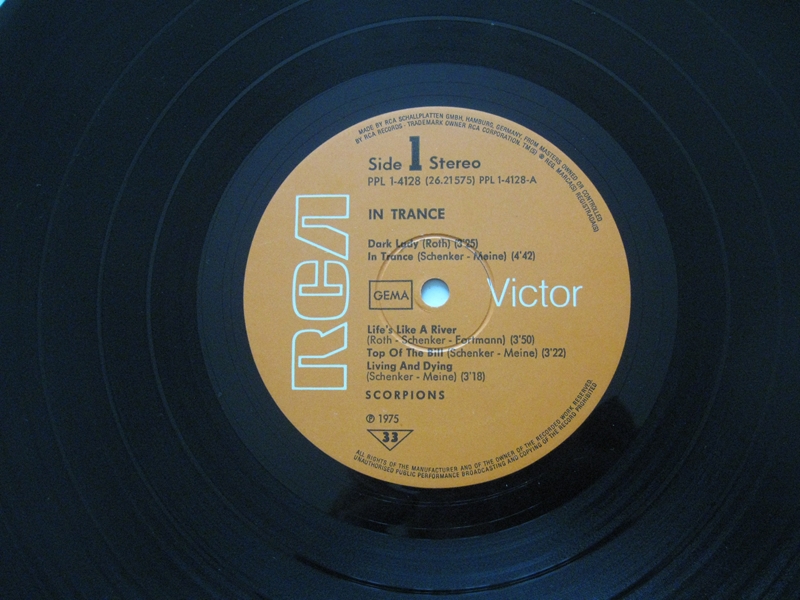 MADE BY RCA SCHALLPLATTEN GMBH, HAMBURG, GERMANY, FROM MASTERS OWNED OR CONTROLLED
BY RCA RECORDS - TRADEMARK OWNER RCA CORPORATION, TM(S) ® REG. MARCA(S) REGISTRADA(S)
Side 1 Stereo
PPL 1-4128 (26.21575) PPL 1-4128-A
IN TRANCE
Dark Lady (Roth) (3'25)
In Trance (Schenker - Meine) (4'42)
RCA
GEMA
Victor
Life's Like A River
(Roth - Schenker - Fortmann) (3'50)
Top Of The Bill (Schenker - Meine) (3'22)
Living And Dying
(Schenker - Meine) (3'18)
SCORPIONS
℗ 1975
33
ALL RIGHTS OF THE MANUFACTURER AND OF THE OWNER OF THE RECORDED WORK RESERVED.
UNAUTHORISED PUBLIC PERFORMANCE BROADCASTING AND COPYING OF THE RECORD PROHIBITED